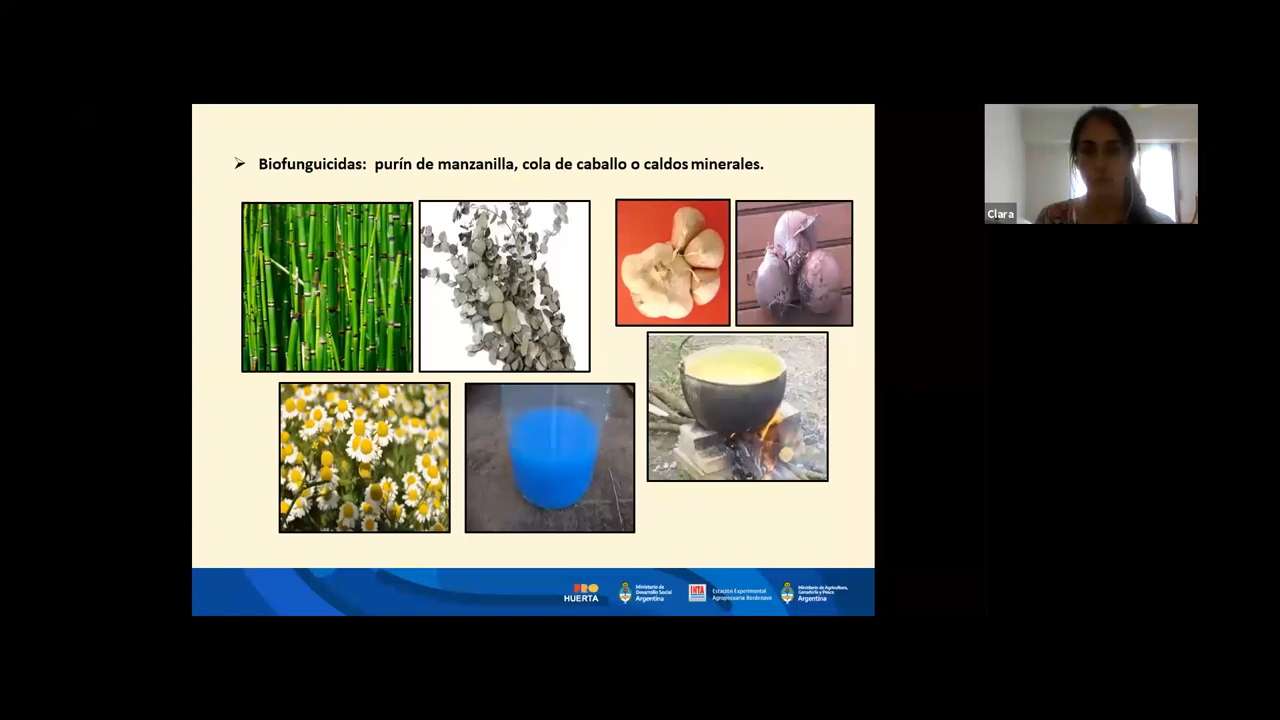 ➢ Biofunguicidas: purín de manzanilla, cola de caballo o caldos minerales.
Clara
PRO
HUERTA
Ministerio de
Desarrollo Social
Argentina
INTA
Estación Experimental
Agropecuaria Bordenave
Ministerio de Agricultura,
Ganadería y Pesca
Argentina